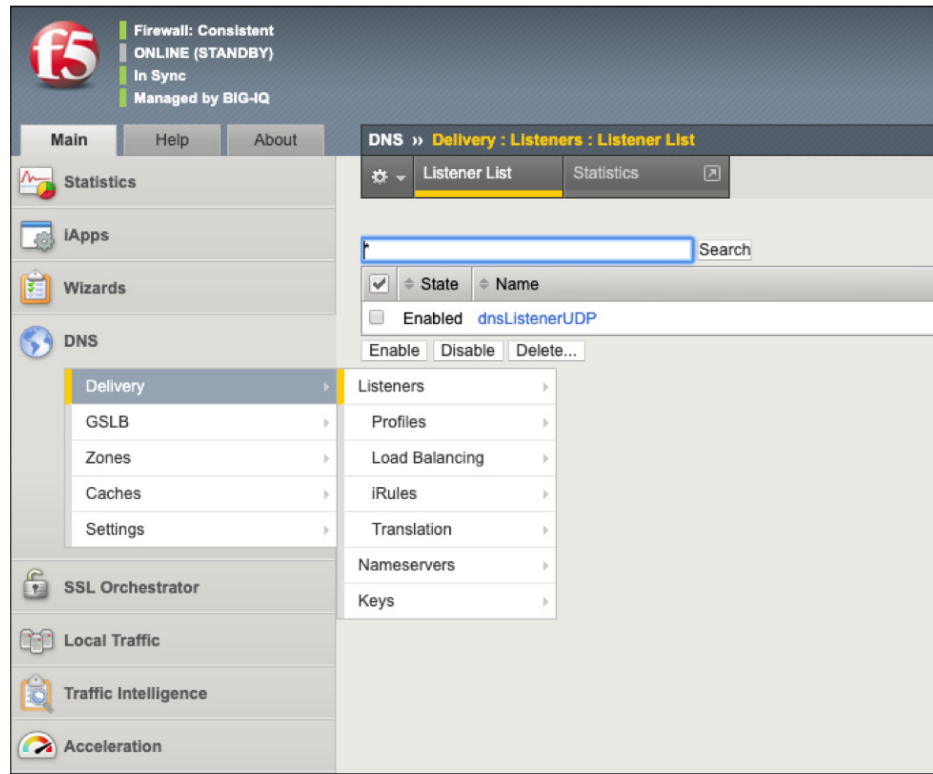 f5
Firewall: Consistent
ONLINE (STANDBY)
In Sync
Managed by BIG-IQ
Main Help About
DNS ›› Delivery : Listeners : Listener List
Listener List Statistics
Statistics
iApps
Wizards
DNS
Delivery
GSLB
Zones
Caches
Settings
SSL Orchestrator
Local Traffic
Traffic Intelligence
Acceleration
* Search
State Name
Enabled dnsListenerUDP
Enable Disable Delete...
Listeners
Profiles
Load Balancing
iRules
Translation
Nameservers
Keys